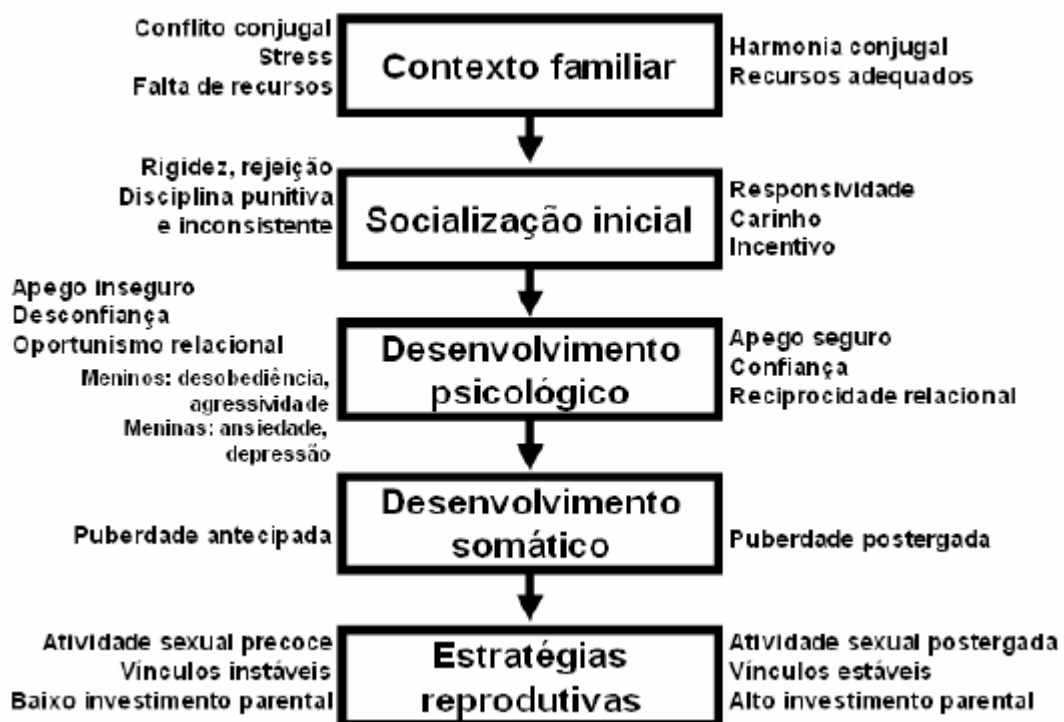 Conflito conjugal
Stress
Falta de recursos
Contexto familiar
Harmonia conjugal
Recursos adequados
Rigidez, rejeição
Disciplina punitiva
e inconsistente
Socialização inicial
Responsividade
Carinho
Incentivo
Apego inseguro
Desconfiança
Oportunismo relacional
Meninos: desobediência,
agressividade
Meninas: ansiedade,
depressão
Desenvolvimento
psicológico
Apego seguro
Confiança
Reciprocidade relacional
Puberdade antecipada
Desenvolvimento
somático
Puberdade postergada
Atividade sexual precoce
Vínculos instáveis
Baixo investimento parental
Estratégias
reprodutivas
Atividade sexual postergada
Vínculos estáveis
Alto investimento parental